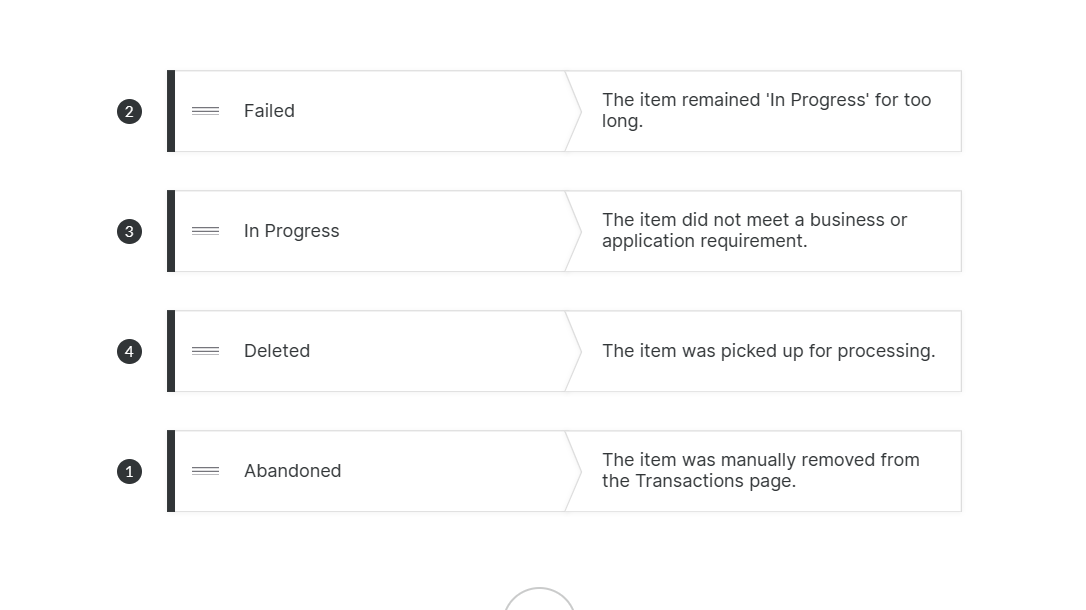 2
Failed
The item remained 'In Progress' for too
long.
3
In Progress
The item did not meet a business or
application requirement.
4
Deleted
The item was picked up for processing.
1
Abandoned
The item was manually removed from
the Transactions page.